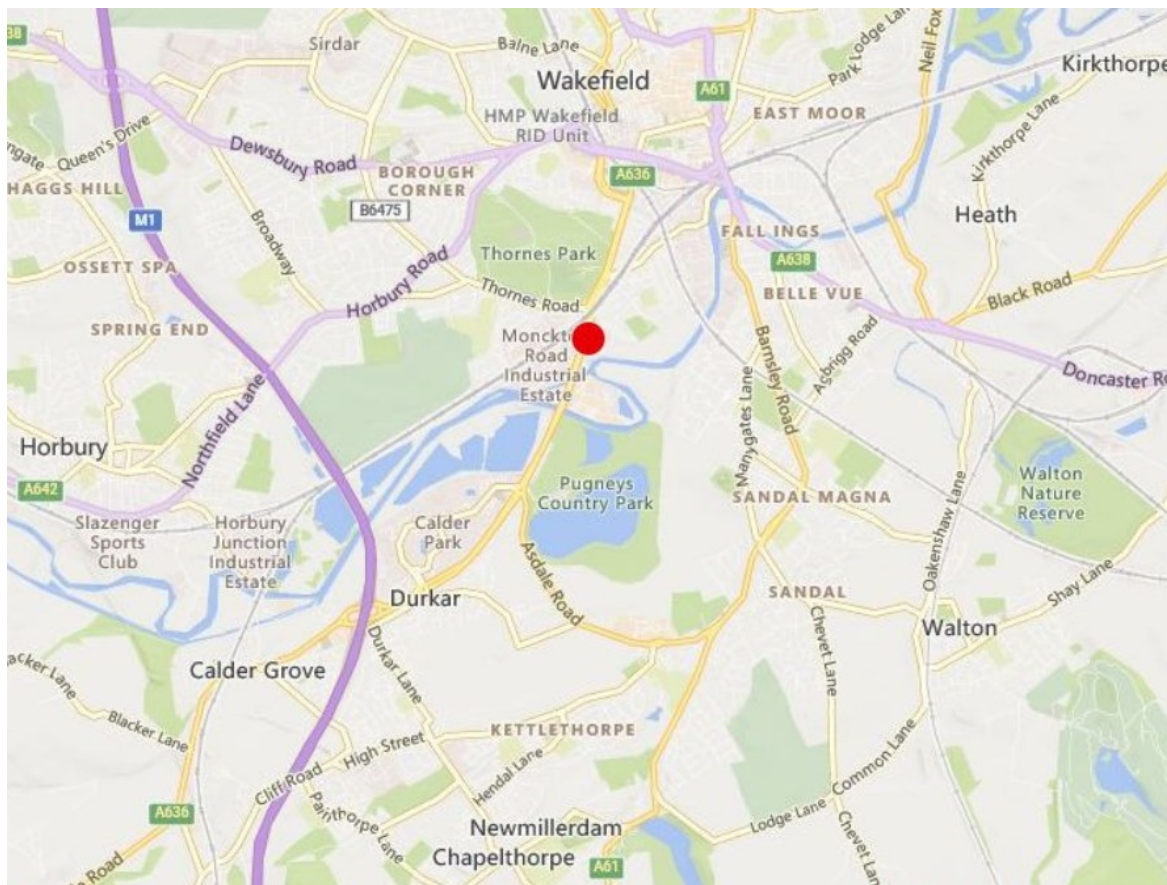 38
Sirdar
Balne Lane
Park Lodge Lane
Neil Fox
Wakefield
A61
Kirkthorpe
HMP Wakefield
RID Unit
EAST MOOR
Queen's Drive
Dewsbury Road
BOROUGH
CORNER
A636
Kirkthorpe Lane
HAGGS HILL
B6475
M1
Broadway
Heath
Thornes Park
FALL INGS
A638
OSSETT SPA
Horbury Road
Thornes Road
BELLE VUE
Black Road
SPRING END
Road
Industrial
Estate
Barnsley Road
Agbrigg Road
Doncaster
Northfield Lane
Manygates Lane
Horbury
A642
Pugneys
Country Park
SANDAL MAGNA
Walton
Nature
Reserve
Slazenger
Sports
Club
Horbury
Junction
Industrial
Estate
Calder
Park
Oakenshaw Lane
Asdale Road
Durkar
SANDAL
Shay Lane
Walton
Durkar Lane
Chevet Lane
Calder Grove
Blacker Lane
KETTLETHORPE
High Street
Hendal Lane
Cliff Road
Common Lane
Lodge Lane
A636
Newmillerdam
Chapelthorpe
A61
Chevet
Road